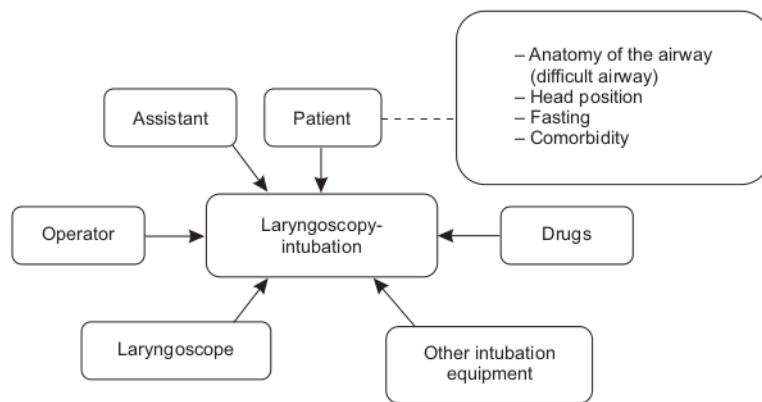 – Anatomy of the airway
(difficult airway)
– Head position
– Fasting
– Comorbidity
Assistant
Patient
Operator
Laryngoscopy-
intubation
Drugs
Laryngoscope
Other intubation
equipment